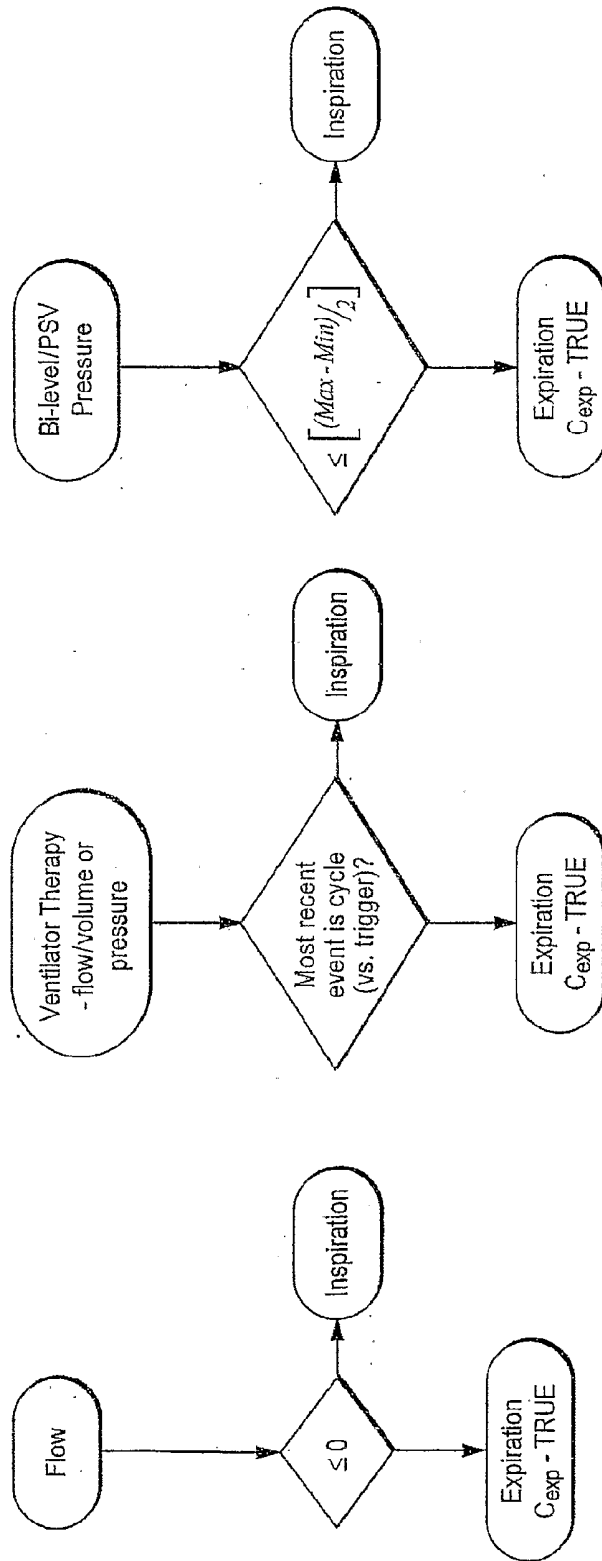 Flow
≤ 0
Inspiration
Expiration
Cexp - TRUE
Ventilator Therapy
- flow/volume or
pressure
Most recent
event is cycle
(vs. trigger)?
Inspiration
Expiration
Cexp - TRUE
Bi-level/PSV
Pressure
≤ [(Max - Min)/2]
Inspiration
Expiration
Cexp - TRUE